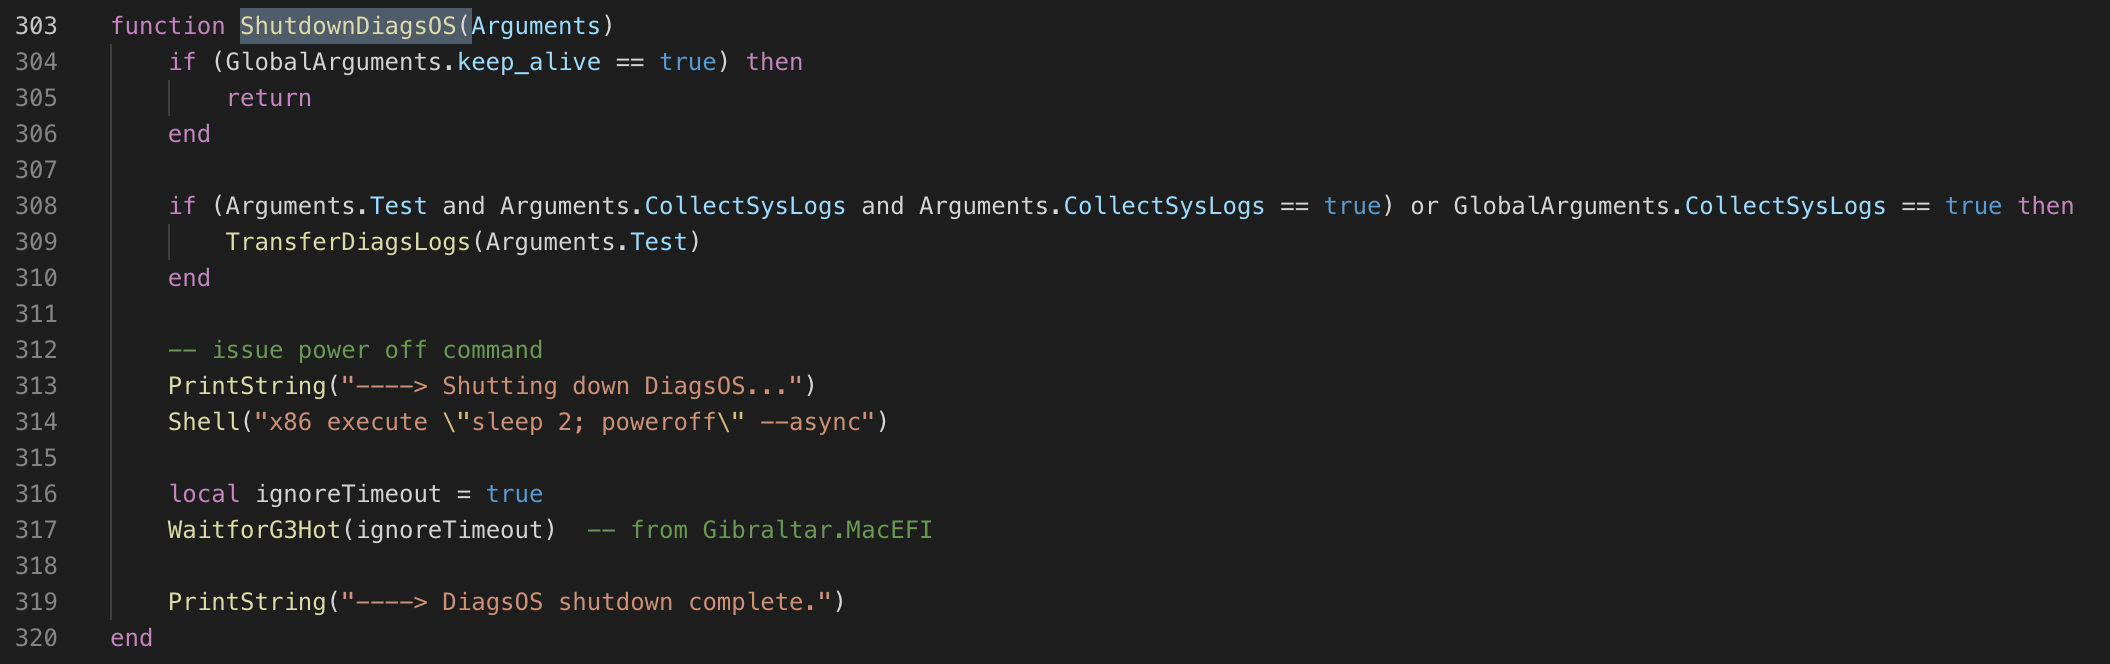 303 function ShutdownDiagsOS(Arguments)
304 if (GlobalArguments.keep_alive == true) then
305 return
306 end
307
308 if (Arguments.Test and Arguments.CollectSysLogs and Arguments.CollectSysLogs == true) or GlobalArguments.CollectSysLogs == true then
309 TransferDiagsLogs(Arguments.Test)
310 end
311
312 -- issue power off command
313 PrintString("----> Shutting down DiagsOS...")
314 Shell("x86 execute \"sleep 2; poweroff\" --async")
315
316 local ignoreTimeout = true
317 WaitforG3Hot(ignoreTimeout) -- from Gibraltar.MacEFI
318
319 PrintString("----> DiagsOS shutdown complete.")
320 end